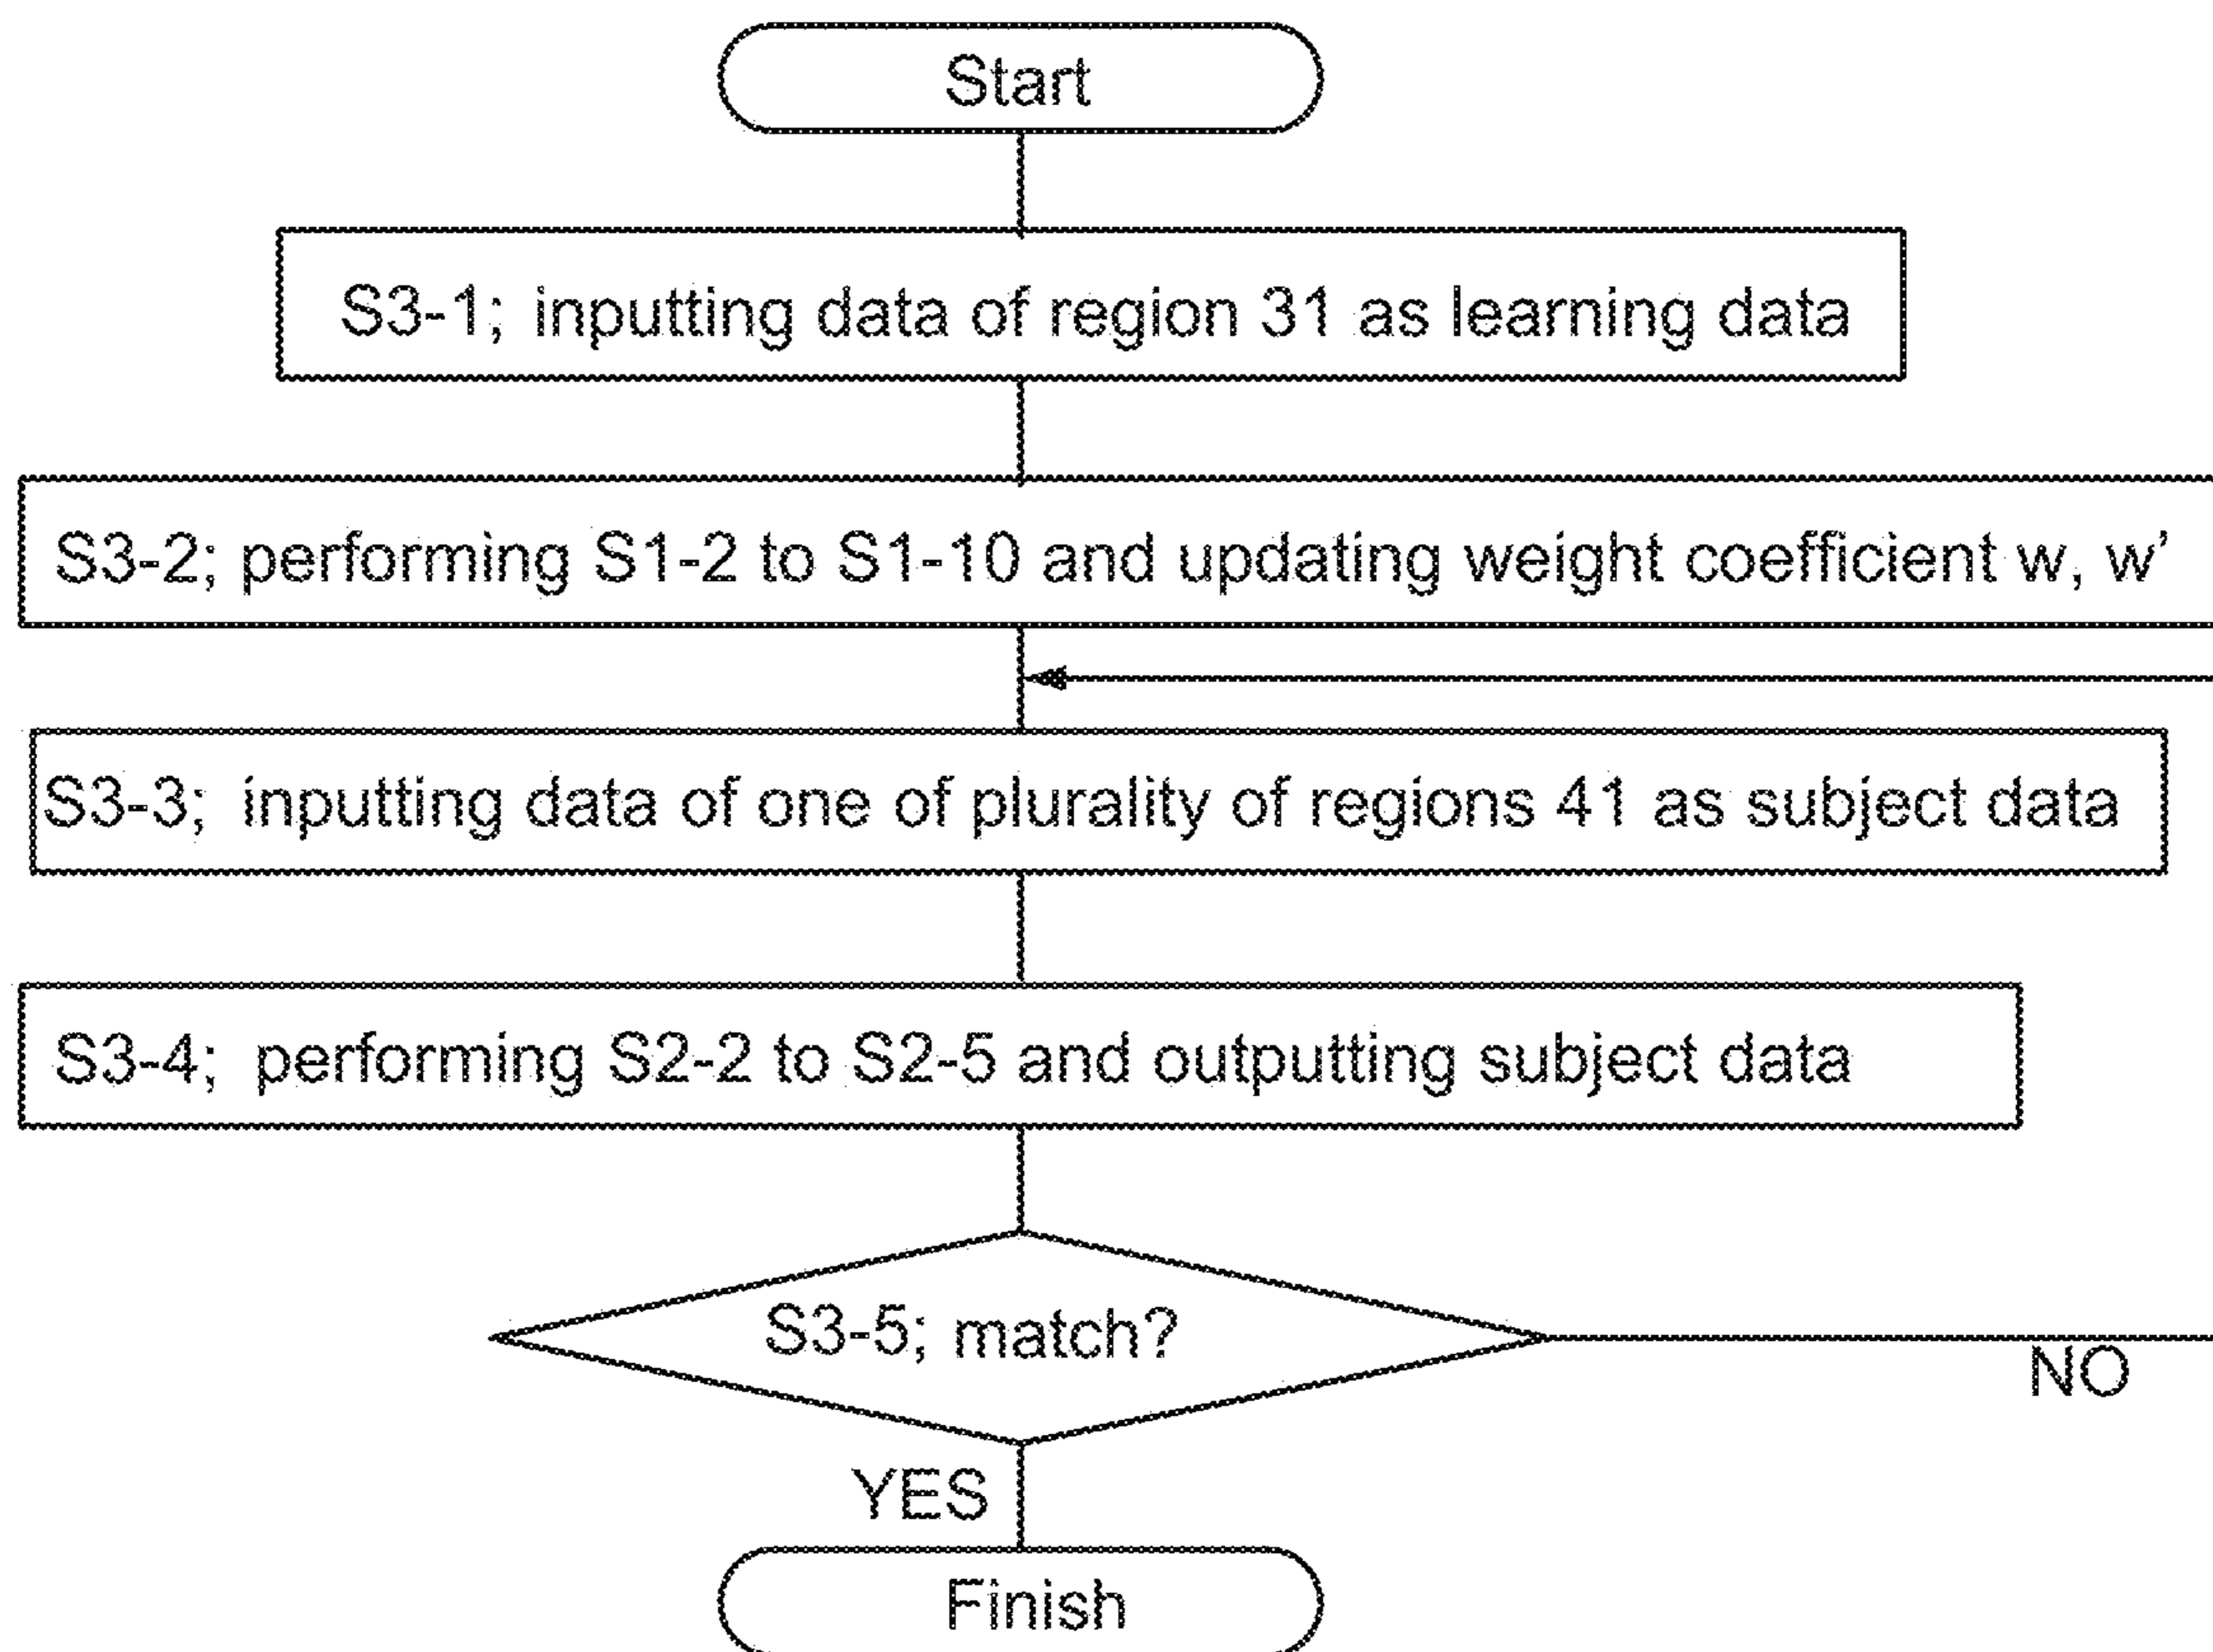 Start
S3-1; inputting data of region 31 as learning data
S3-2; performing S1-2 to S1-10 and updating weight coefficient w, w’
S3-3; inputting data of one of plurality of regions 41 as subject data
S3-4; performing S2-2 to S2-5 and outputting subject data
S3-5; match?
NO
YES
Finish